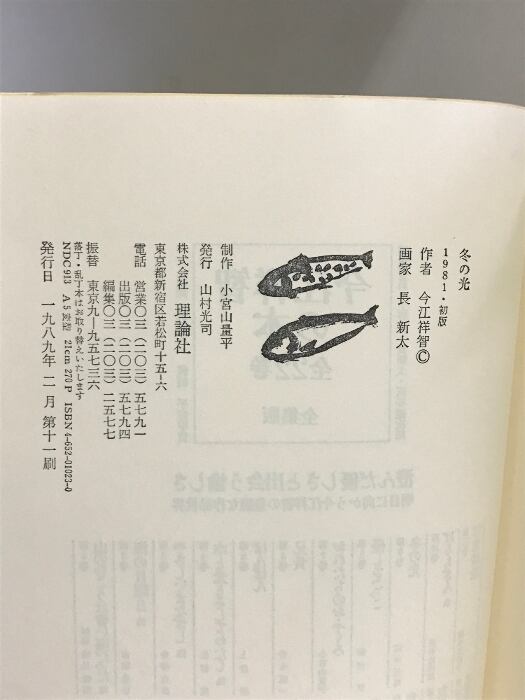 冬の光
1981・初版
作者 今江祥智©
画家 長 新太
制作 小宮山量平
発行 山村光司
株式会社 理論社
東京都新宿区若松町十五ー六
電話 営業〇三(二〇三)五七九一
出版〇三(二〇三)五七九四
編集〇三(二〇三)二五七七
振替 東京九ー九五七三六
落丁・乱丁本はお取り替えいたします
NDC 913 A5変型 21cm 270P ISBN4-652-01023-0
発行日 一九八九年 二月 第十一刷